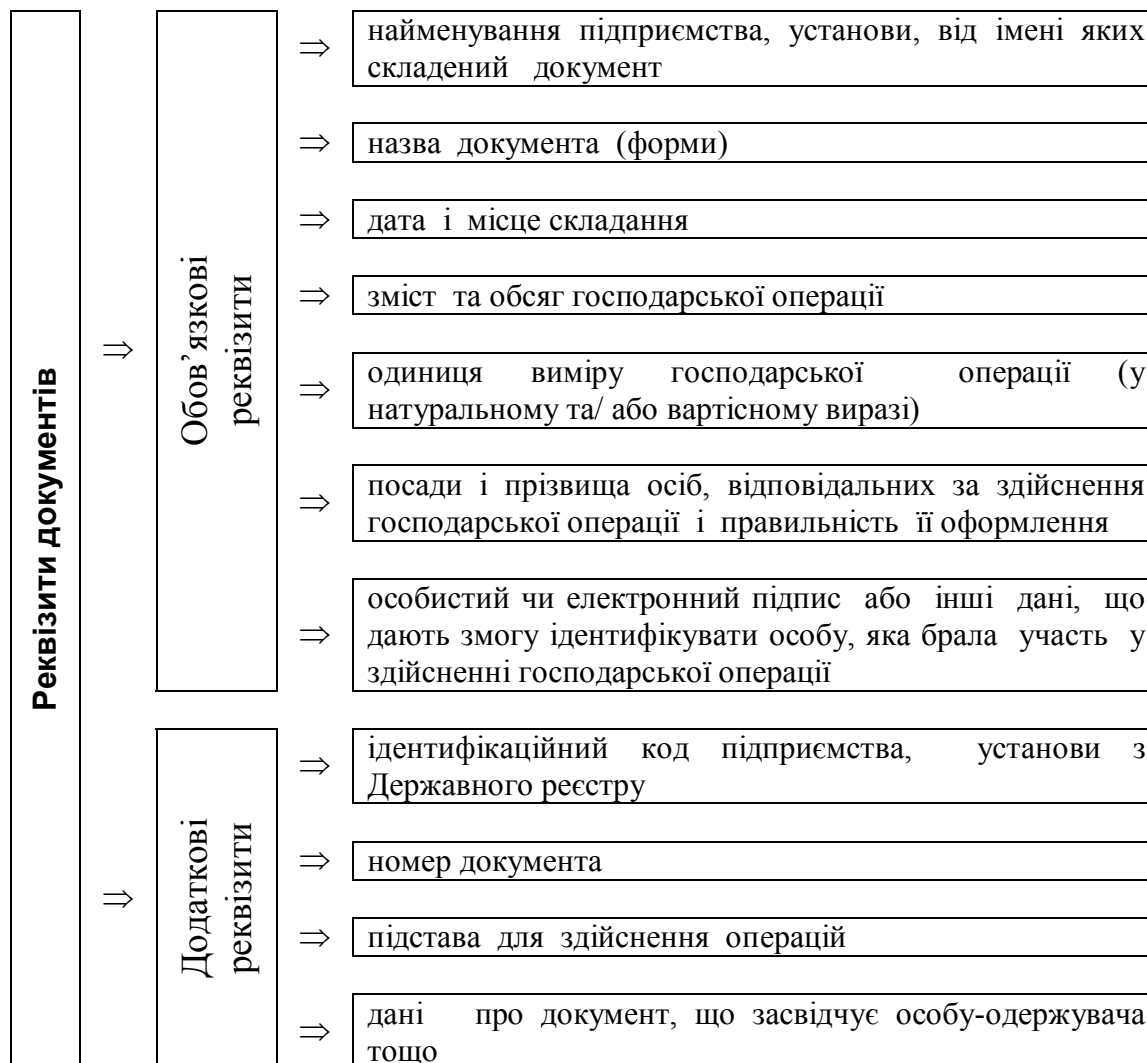 Реквізити документів
Обов’язкові
реквізити
найменування підприємства, установи, від імені яких
складений документ
назва документа (форми)
дата і місце складання
зміст та обсяг господарської операції
одиниця виміру господарської операції (у
натуральному та/ або вартісному виразі)
посади і прізвища осіб, відповідальних за здійснення
господарської операції і правильність її оформлення
особистий чи електронний підпис або інші дані, що
дають змогу ідентифікувати особу, яка брала участь у
здійсненні господарської операції
Додаткові
реквізити
ідентифікаційний код підприємства, установи з
Державного реєстру
номер документа
підстава для здійснення операцій
дані про документ, що засвідчує особу-одержувача
тощо